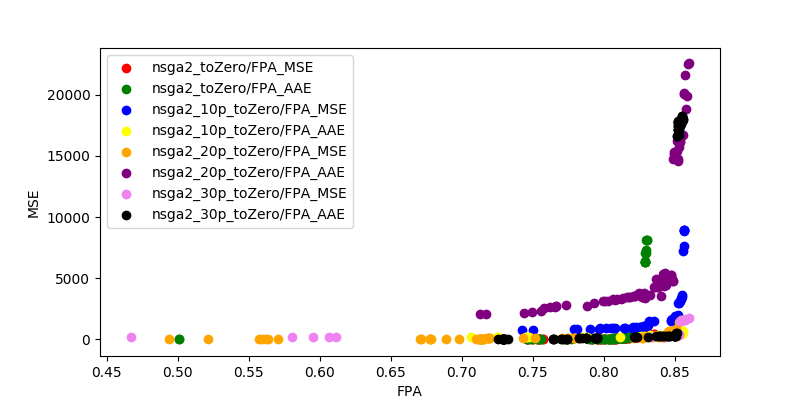 nsga2_toZero/FPA_MSE
nsga2_toZero/FPA_AAE
nsga2_10p_toZero/FPA_MSE
nsga2_10p_toZero/FPA_AAE
nsga2_20p_toZero/FPA_MSE
nsga2_20p_toZero/FPA_AAE
nsga2_30p_toZero/FPA_MSE
nsga2_30p_toZero/FPA_AAE
MSE
20000
15000
10000
5000
0
0.45 0.50 0.55 0.60 0.65 0.70 0.75 0.80 0.85
FPA